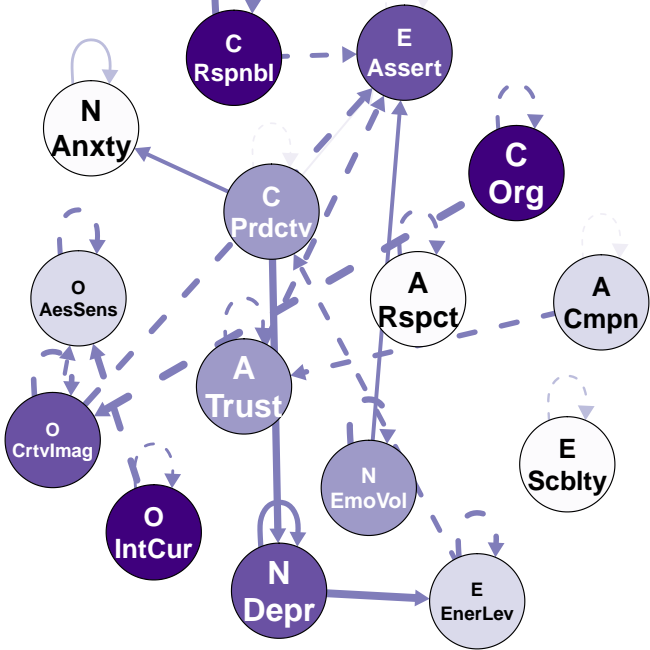 C
Rspnbl
E
Assert
N
Anxty
C
Org
C
Prdctv
O
AesSens
A
Rspct
A
Cmpn
A
Trust
O
CrtvImag
E
Scblty
N
EmoVol
O
IntCur
N
Depr
E
EnerLev